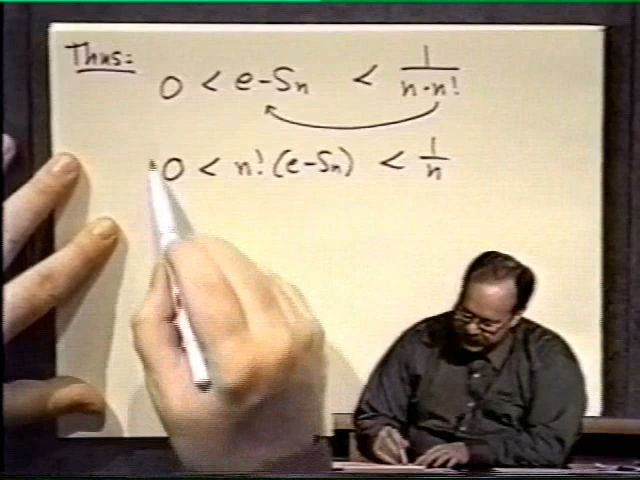 Thus:
0 < e-Sn < 1/(n·n!)
0 < n!(e-Sn) < 1/n